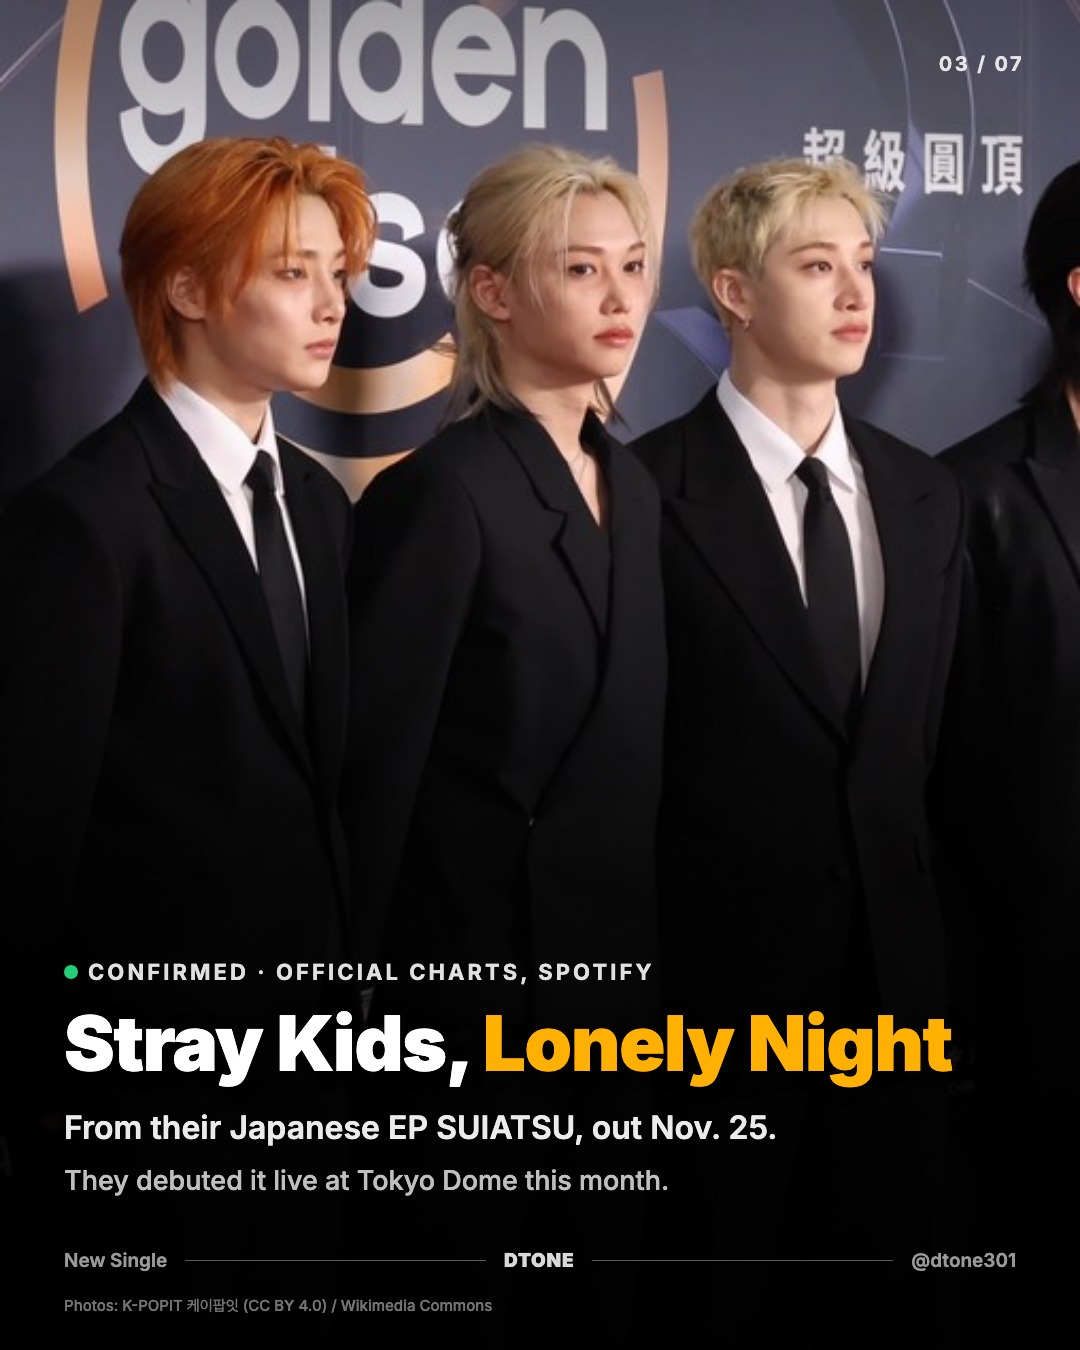 golden
03 / 07
超級圓頂
CONFIRMED · OFFICIAL CHARTS, SPOTIFY
Stray Kids, Lonely Night
From their Japanese EP SUIATSU, out Nov. 25.
They debuted it live at Tokyo Dome this month.
New Single DTONE @dtone301
Photos: K-POPIT 케이팝잇 (CC BY 4.0) / Wikimedia Commons